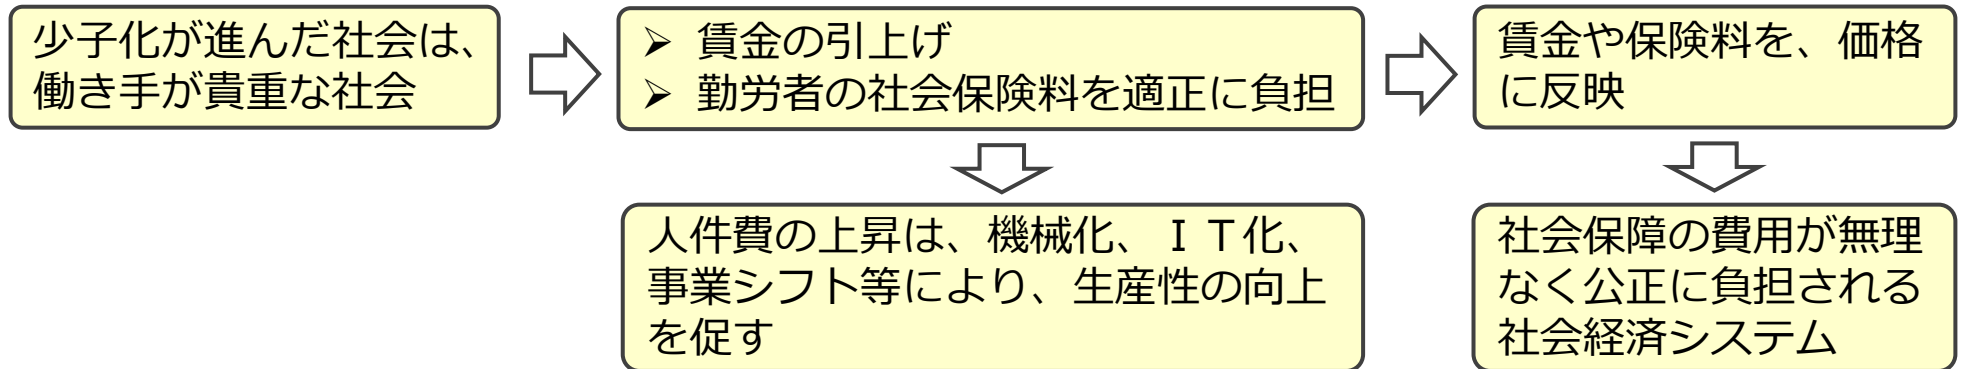 少子化が進んだ社会は、
働き手が貴重な社会
➢ 賃金の引上げ
➢ 勤労者の社会保険料を適正に負担
賃金や保険料を、価格
に反映
人件費の上昇は、機械化、ＩＴ化、
事業シフト等により、生産性の向上
を促す
社会保障の費用が無理
なく公正に負担される
社会経済システム